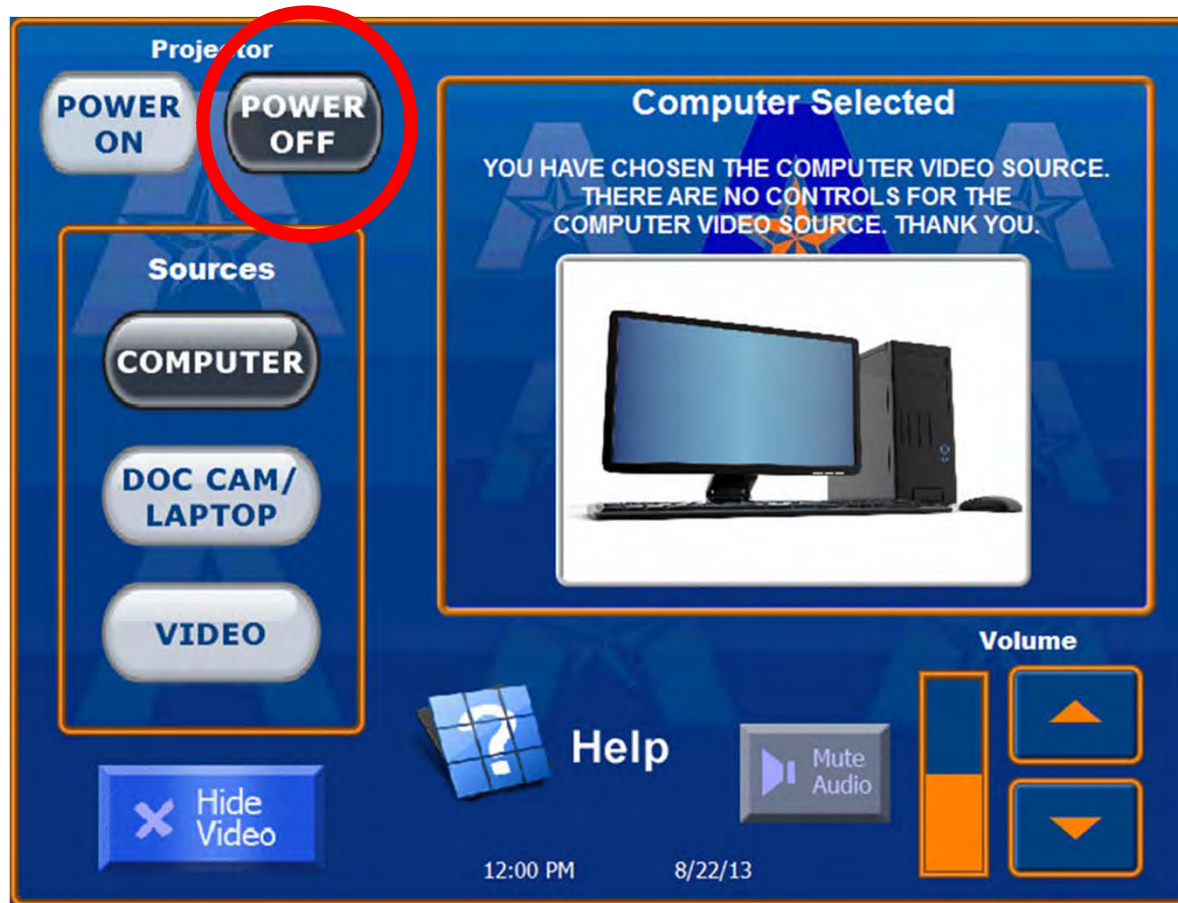 Projector
POWER
ON
POWER
OFF
Sources
COMPUTER
DOC CAM/
LAPTOP
VIDEO
Hide
Video
Computer Selected
YOU HAVE CHOSEN THE COMPUTER VIDEO SOURCE.
THERE ARE NO CONTROLS FOR THE
COMPUTER VIDEO SOURCE. THANK YOU.
?
Help
Mute
Audio
Volume
12:00 PM 8/22/13